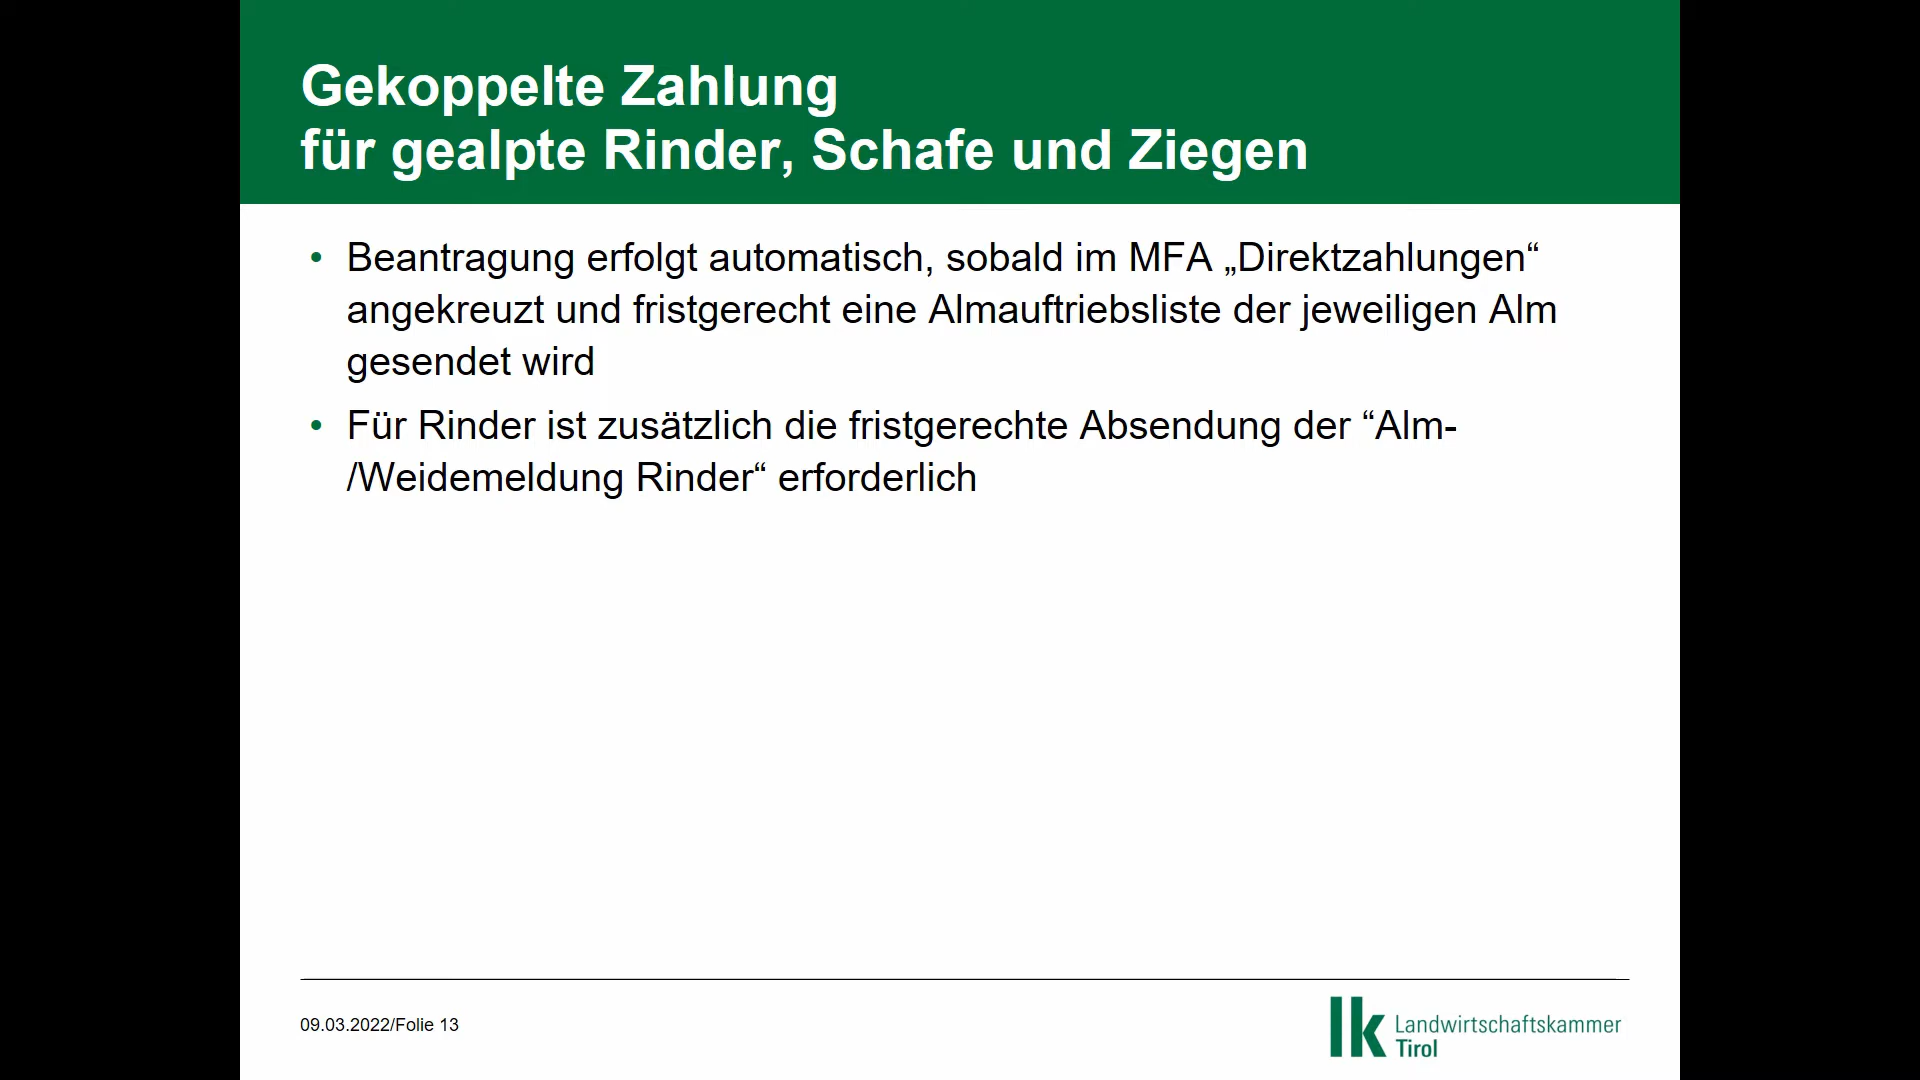 Gekoppelte Zahlung
für gealpte Rinder, Schafe und Ziegen
• Beantragung erfolgt automatisch, sobald im MFA „Direktzahlungen“
angekreuzt und fristgerecht eine Almauftriebsliste der jeweiligen Alm
gesendet wird
• Für Rinder ist zusätzlich die fristgerechte Absendung der “Alm-
/Weidemeldung Rinder“ erforderlich
09.03.2022/Folie 13
lk Landwirtschaftskammer
Tirol